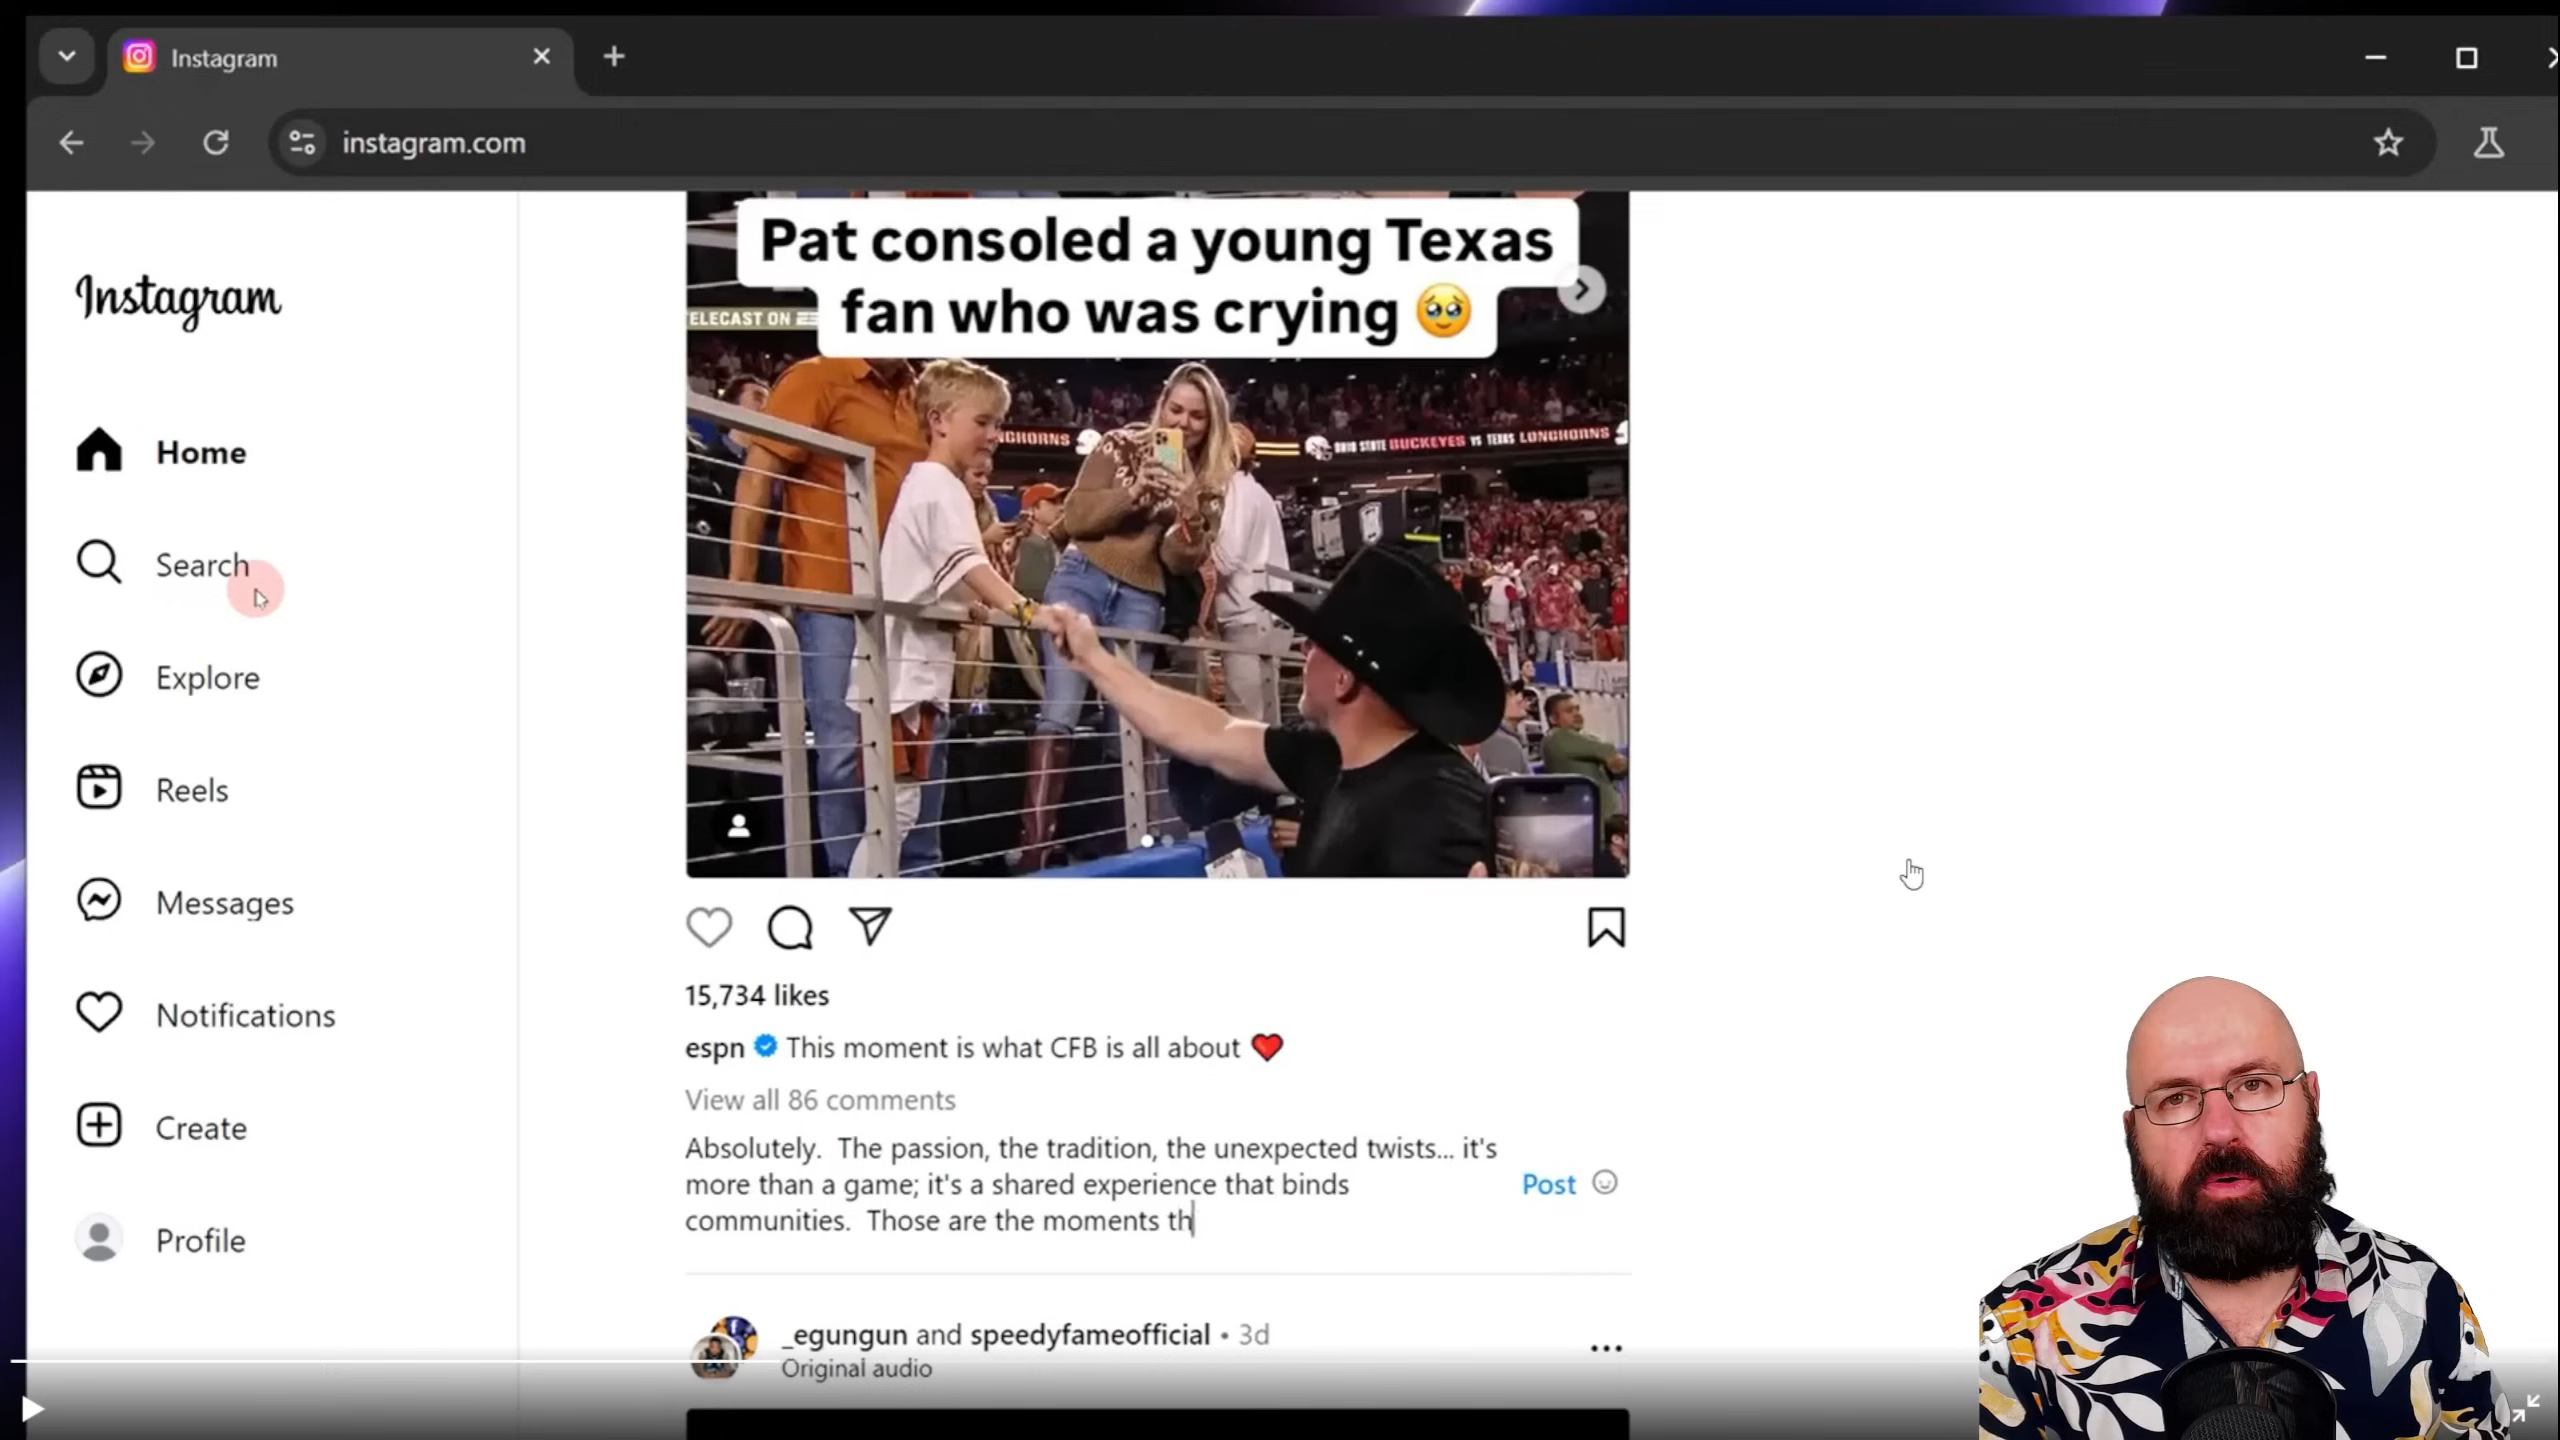 Instagram
instagram.com
Pat consoled a young Texas
fan who was crying 🥹
ELECAST ON
NGHORNS
OHIO STATE BUCKEYES VS TEXAS LONGHORNS
Instagram
Home
Search
Explore
Reels
Messages
Notifications
Create
Profile
15,734 likes
espn This moment is what CFB is all about ❤️
View all 86 comments
Absolutely.  The passion, the tradition, the unexpected twists... it's
more than a game; it's a shared experience that binds
communities.  Those are the moments th
Post
_egungun and speedyfameofficial • 3d
Original audio